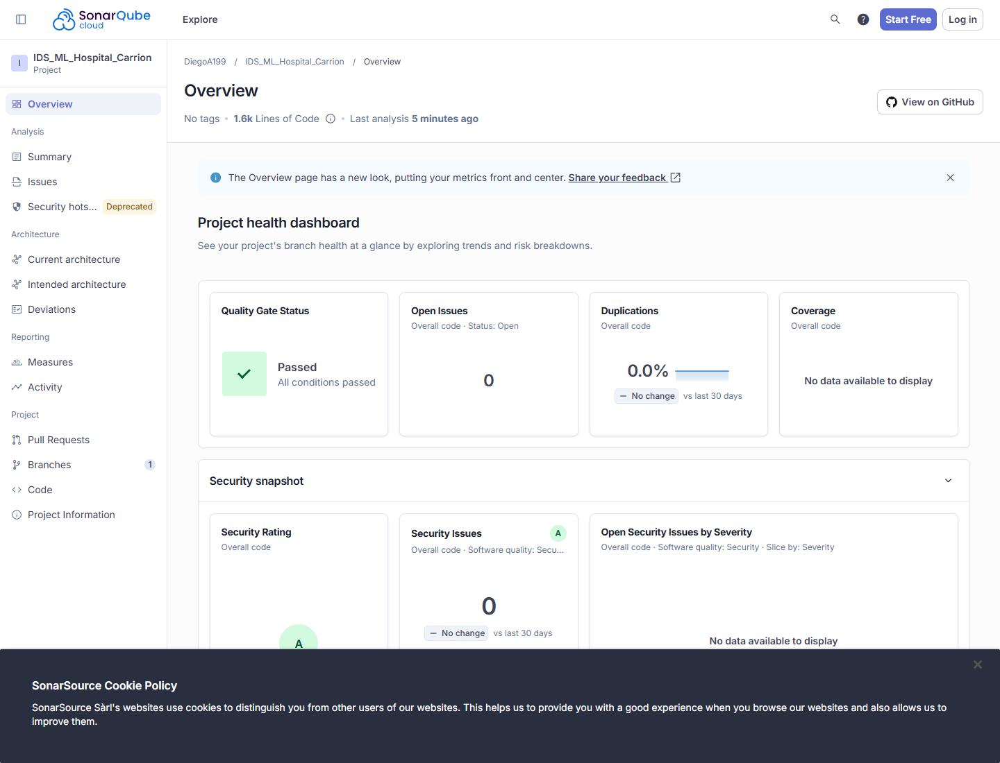 SonarQube cloud
Explore
?
Start Free
Log in
I
IDS_ML_Hospital_Carrion
Project
Overview
Analysis
Summary
Issues
Security hots...
Deprecated
Architecture
Current architecture
Intended architecture
Deviations
Reporting
Measures
Activity
Project
Pull Requests
Branches
1
Code
Project Information
DiegoA199 / IDS_ML_Hospital_Carrion / Overview
Overview
No tags • 1.6k Lines of Code • Last analysis 5 minutes ago
View on GitHub
The Overview page has a new look, putting your metrics front and center. Share your feedback
Project health dashboard
See your project's branch health at a glance by exploring trends and risk breakdowns.
Quality Gate Status
Passed
All conditions passed
Open Issues
Overall code · Status: Open
0
Duplications
Overall code
0.0%
No change vs last 30 days
Coverage
Overall code
No data available to display
Security snapshot
Security Rating
Overall code
A
Security Issues
A
Overall code · Software quality: Secu...
0
No change vs last 30 days
Open Security Issues by Severity
Overall code · Software quality: Security · Slice by: Severity
No data available to display
SonarSource Cookie Policy
SonarSource Sàrl's websites use cookies to distinguish you from other users of our websites. This helps us to provide you with a good experience when you browse our websites and also allows us to
improve them.